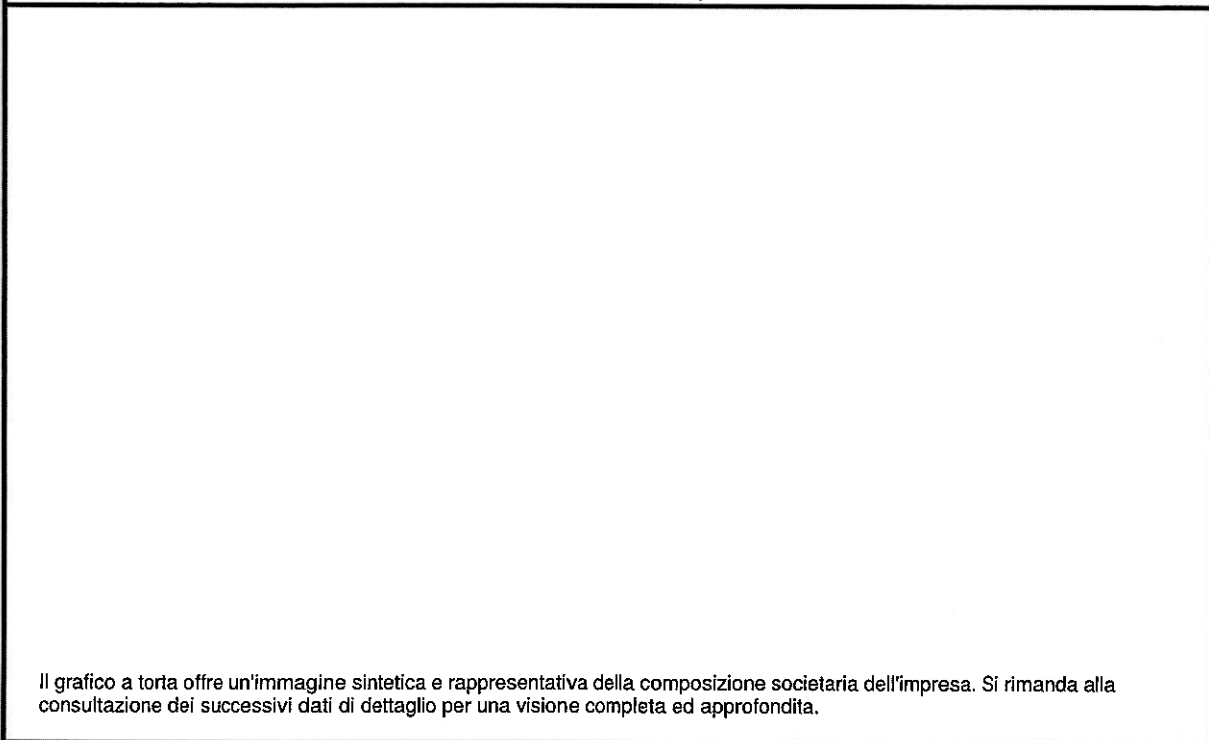 Il grafico a torta offre un'immagine sintetica e rappresentativa della composizione societaria dell'impresa. Si rimanda alla
consultazione dei successivi dati di dettaglio per una visione completa ed approfondita.